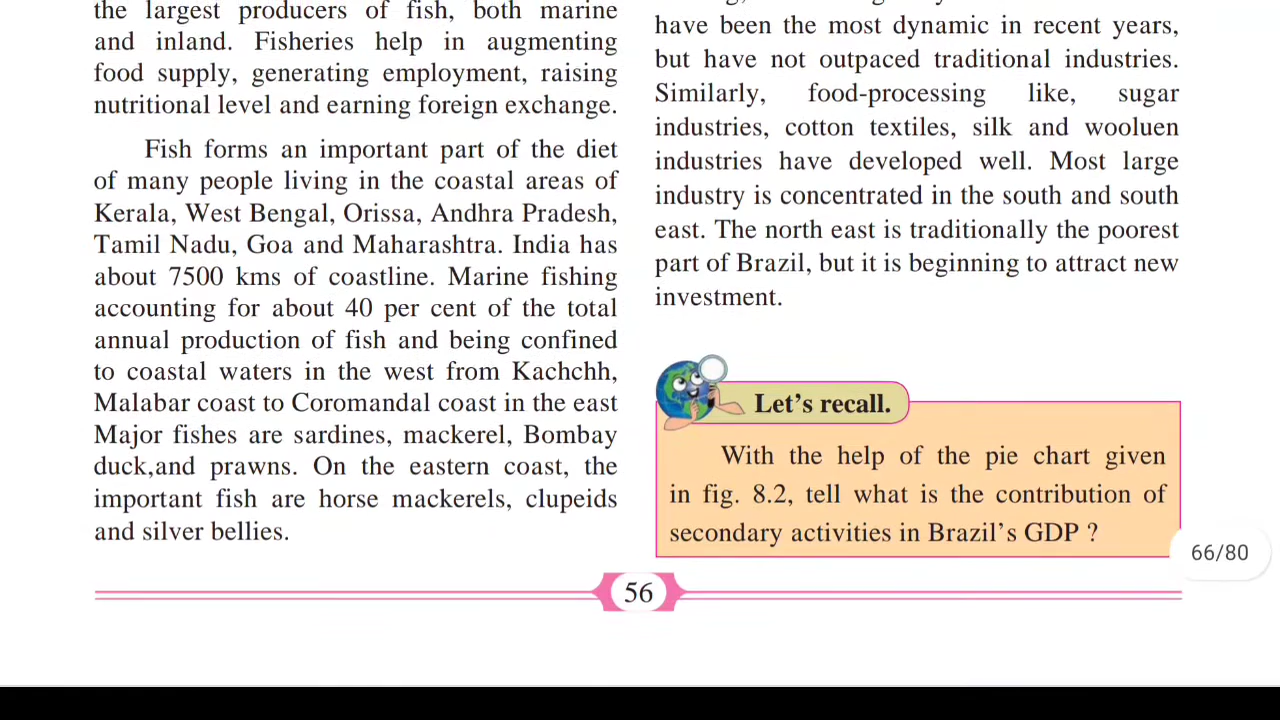 the largest producers of fish, both marine
and inland. Fisheries help in augmenting
food supply, generating employment, raising
nutritional level and earning foreign exchange.
Fish forms an important part of the diet
of many people living in the coastal areas of
Kerala, West Bengal, Orissa, Andhra Pradesh,
Tamil Nadu, Goa and Maharashtra. India has
about 7500 kms of coastline. Marine fishing
accounting for about 40 per cent of the total
annual production of fish and being confined
to coastal waters in the west from Kachchh,
Malabar coast to Coromandal coast in the east
Major fishes are sardines, mackerel, Bombay
duck,and prawns. On the eastern coast, the
important fish are horse mackerels, clupeids
and silver bellies.
have been the most dynamic in recent years,
but have not outpaced traditional industries.
Similarly, food-processing like, sugar
industries, cotton textiles, silk and wooluen
industries have developed well. Most large
industry is concentrated in the south and south
east. The north east is traditionally the poorest
part of Brazil, but it is beginning to attract new
investment.
Let's recall.
With the help of the pie chart given
in fig. 8.2, tell what is the contribution of
secondary activities in Brazil's GDP ?
66/80
56